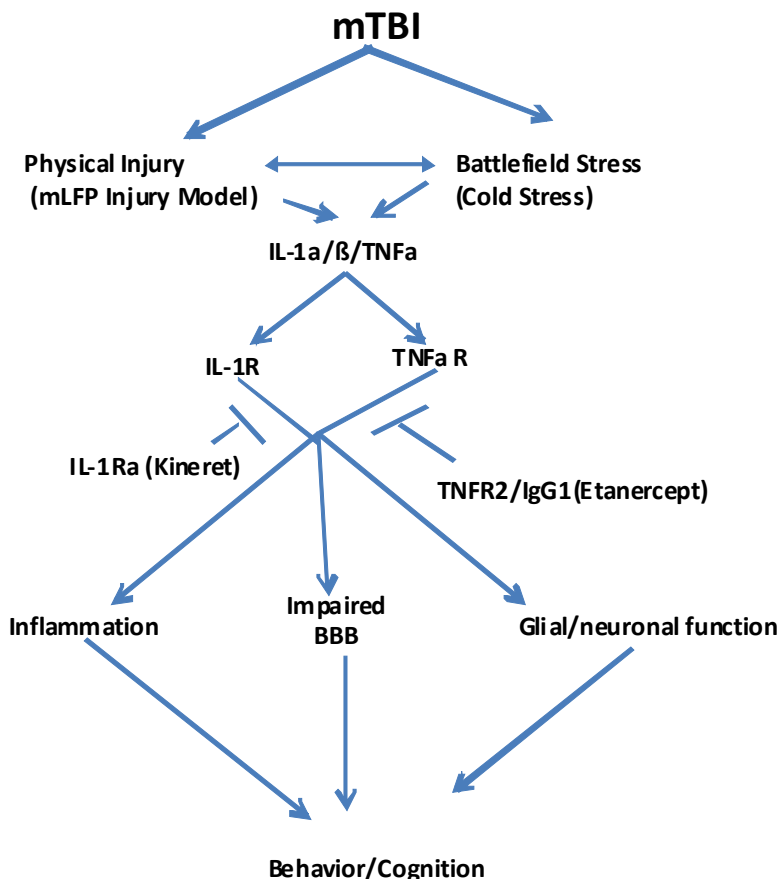 mTBI
Physical Injury
(mLFP Injury Model)
Battlefield Stress
(Cold Stress)
IL-1a/ß/TNFa
IL-1R
TNFa R
IL-1Ra (Kineret)
TNFR2/IgG1(Etanercept)
Inflammation
Impaired
BBB
Glial/neuronal function
Behavior/Cognition